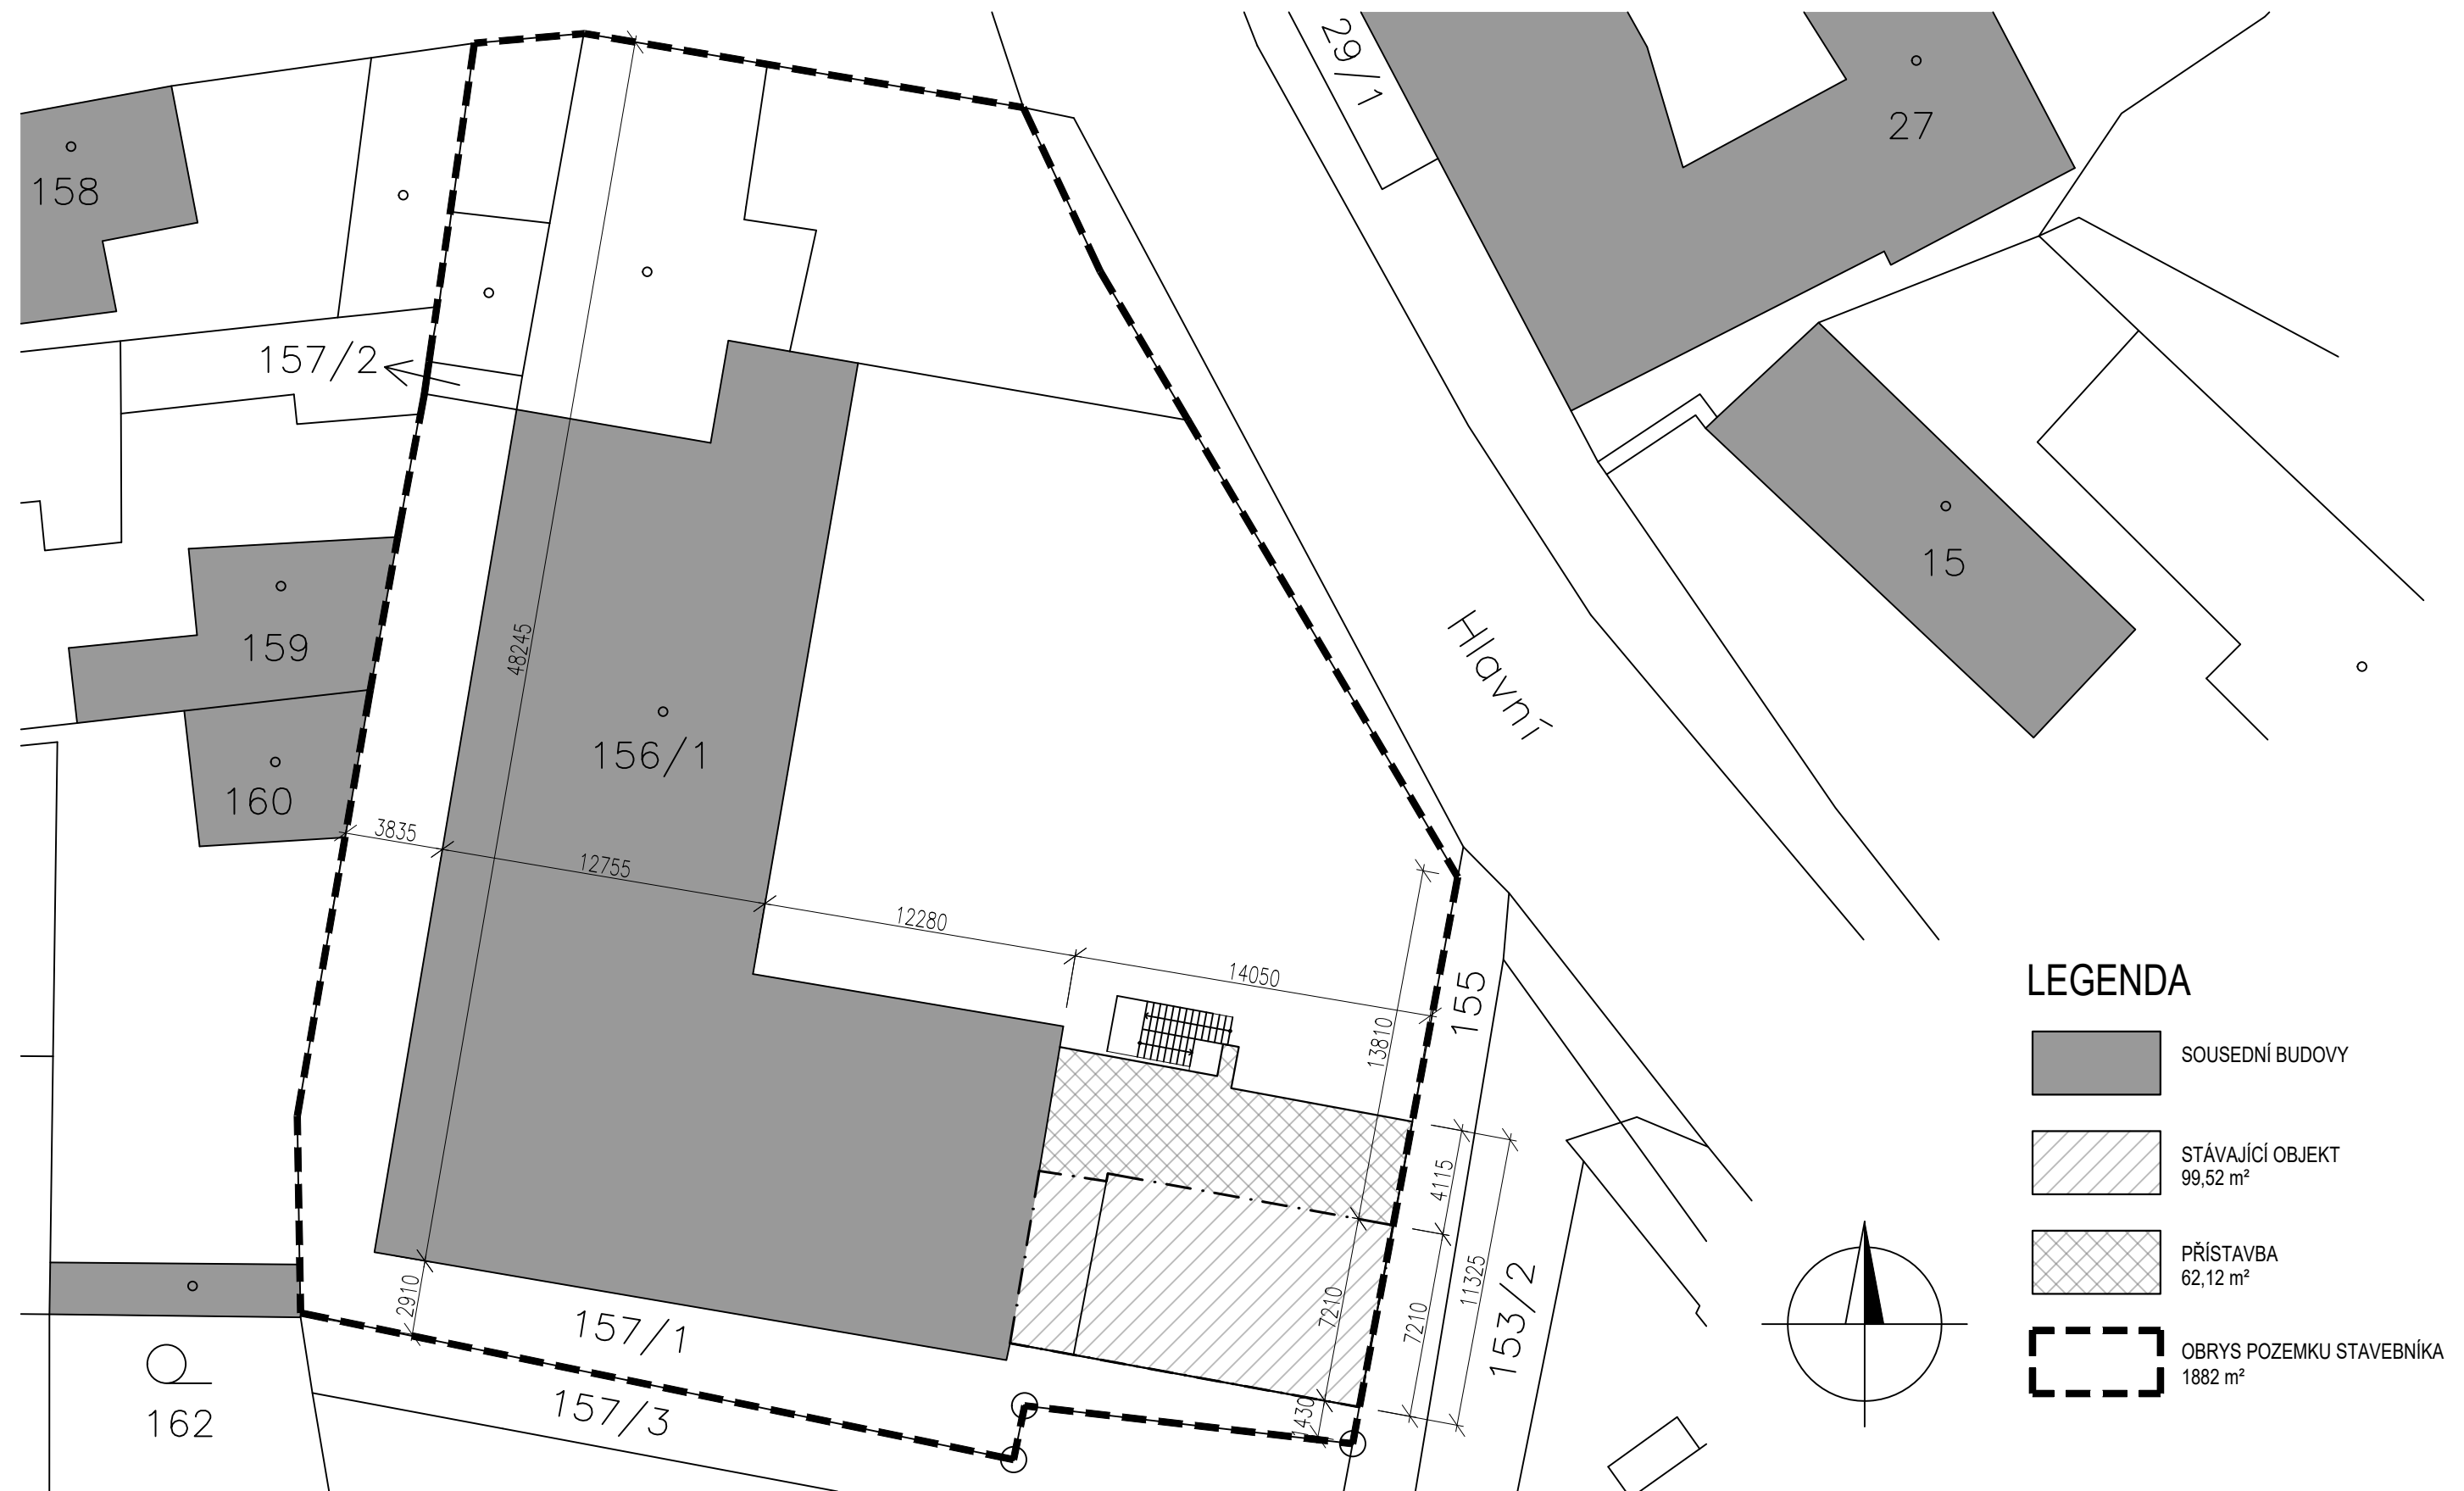 29/1
27
158
157/2
15
159
48245
Hlavní
156/1
160
3835
12755
12280
14050
155
13810
4115
11325
7210
7210
153/2
2910
157/1
157/3
1430
162
LEGENDA
SOUSEDNÍ BUDOVY
STÁVAJÍCÍ OBJEKT
99,52 m²
PŘÍSTAVBA
62,12 m²
OBRYS POZEMKU STAVEBNÍKA
1882 m²